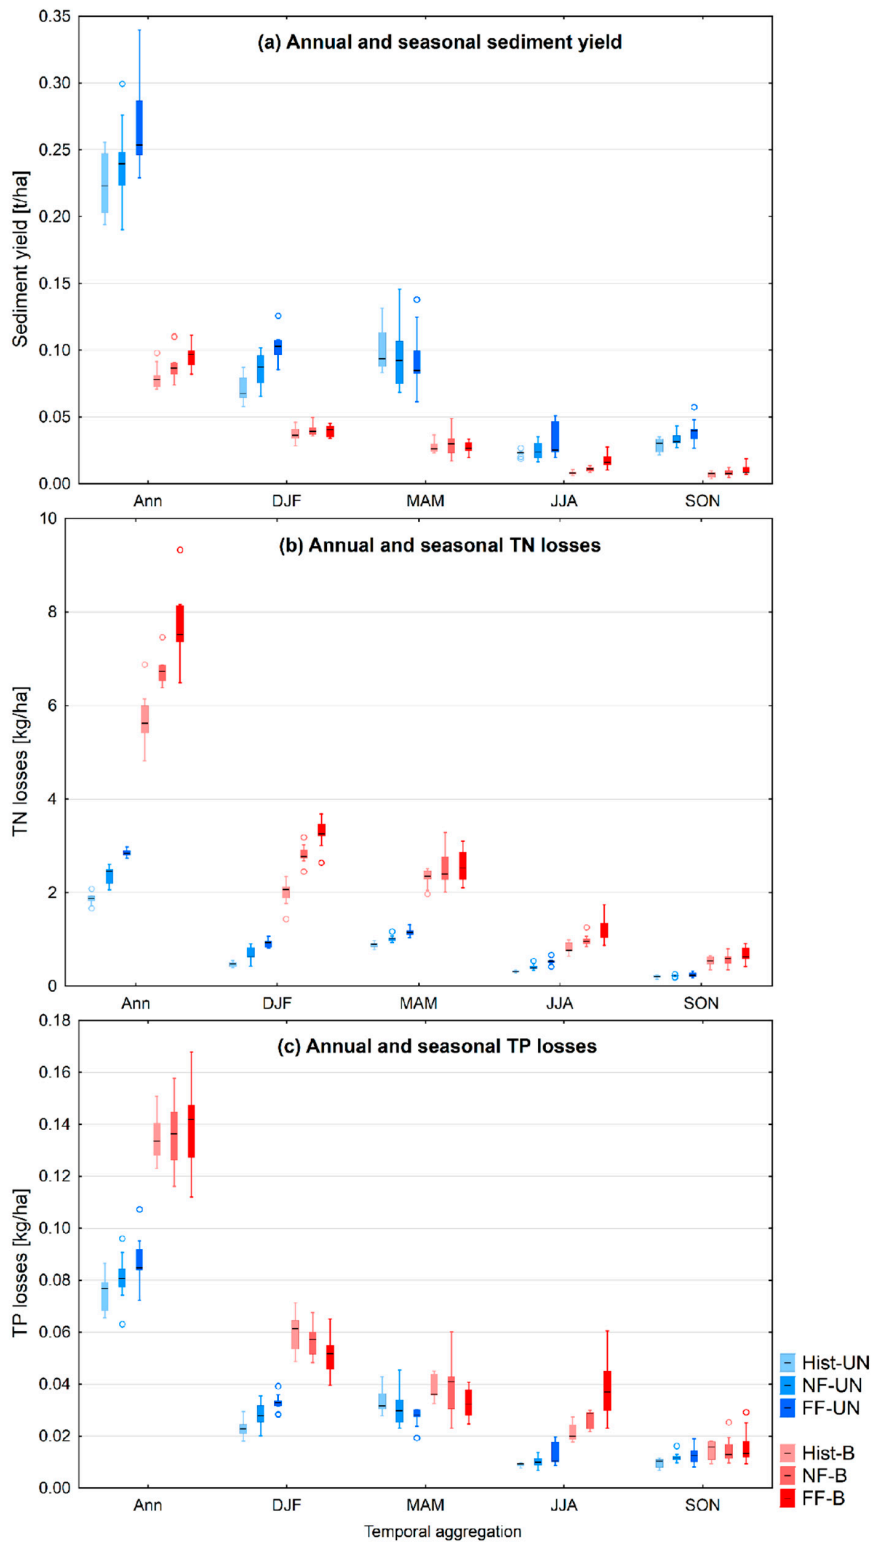 (a) Annual and seasonal sediment yield
Sediment yield [t/ha]
0.35
0.30
0.25
0.20
0.15
0.10
0.05
0.00
Ann DJF MAM JJA SON
(b) Annual and seasonal TN losses
TN losses [kg/ha]
10
8
6
4
2
0
Ann DJF MAM JJA SON
(c) Annual and seasonal TP losses
TP losses [kg/ha]
0.18
0.16
0.14
0.12
0.10
0.08
0.06
0.04
0.02
0.00
Ann DJF MAM JJA SON
Temporal aggregation
Hist-UN
NF-UN
FF-UN
Hist-B
NF-B
FF-B